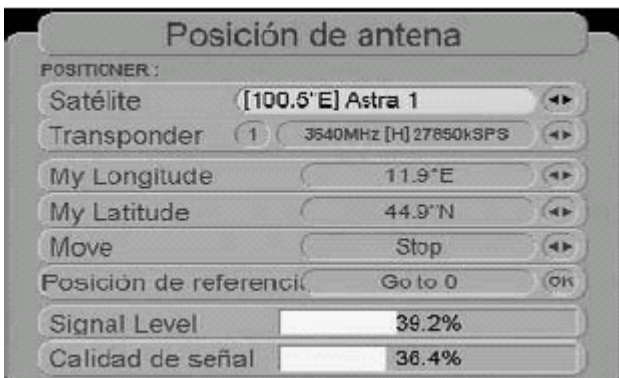 Posición de antena
POSITIONER :
Satélite [100.5°E] Astra 1
Transponder 1 3640MHz [H] 27850kSPS
My Longitude 11.9°E
My Latitude 44.9°N
Move Stop
Posición de referenci Go to 0 OK
Signal Level 39.2%
Calidad de señal 36.4%